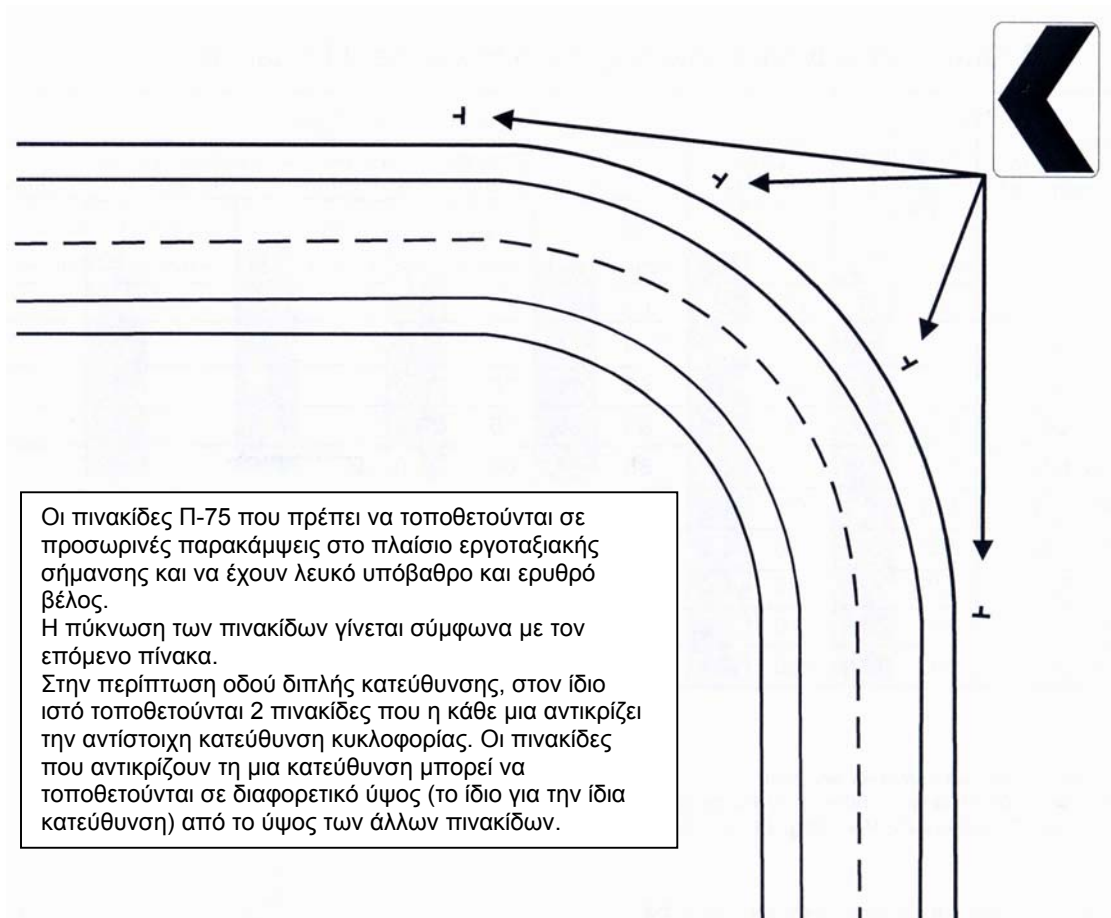 Οι πινακίδες Π-75 που πρέπει να τοποθετούνται σε
προσωρινές παρακάμψεις στο πλαίσιο εργοταξιακής
σήμανσης και να έχουν λευκό υπόβαθρο και ερυθρό
βέλος.
Η πύκνωση των πινακίδων γίνεται σύμφωνα με τον
επόμενο πίνακα.
Στην περίπτωση οδού διπλής κατεύθυνσης, στον ίδιο
ιστό τοποθετούνται 2 πινακίδες που η κάθε μια αντικρίζει
την αντίστοιχη κατεύθυνση κυκλοφορίας. Οι πινακίδες
που αντικρίζουν τη μια κατεύθυνση μπορεί να
τοποθετούνται σε διαφορετικό ύψος (το ίδιο για την ίδια
κατεύθυνση) από το ύψος των άλλων πινακίδων.